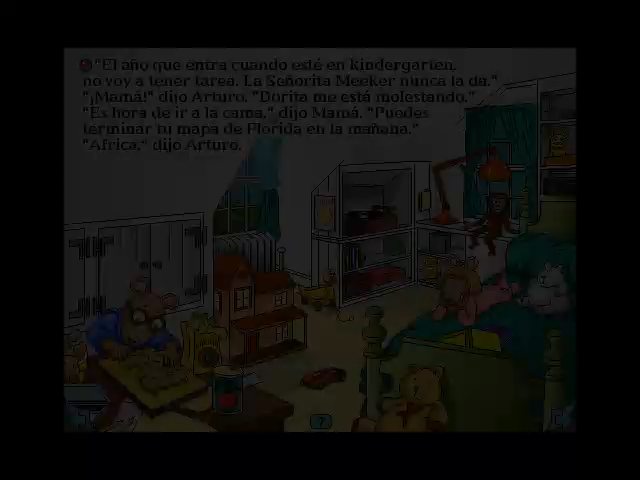 "El año que entra cuando esté en kindergarten,
no voy a tener tarea. La Señorita Meeker nunca la da."
"¡Mamá!" dijo Arturo. "Dorita me está molestando."
"Es hora de ir a la cama," dijo Mamá. "Puedes
terminar tu mapa de Florida en la mañana."
"Africa," dijo Arturo.
7